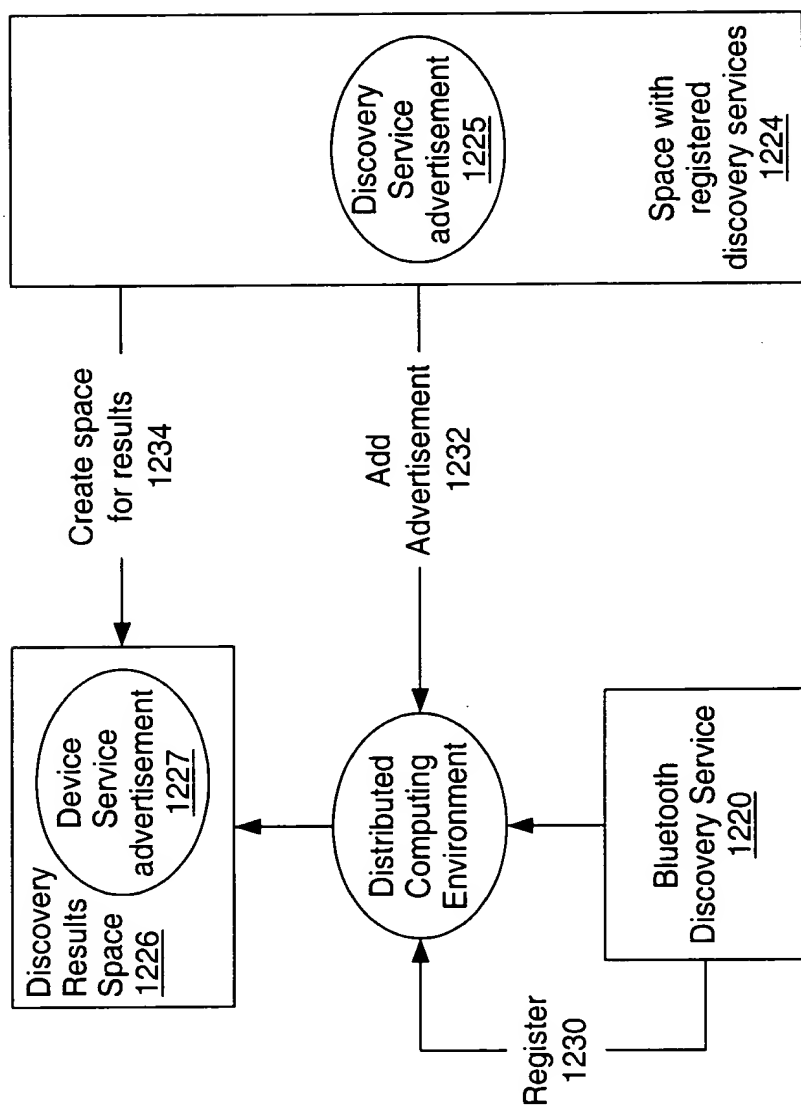 Discovery
Results
Space
1226
Device
Service
advertisement
1227
Create space
for results
1234
Discovery
Service
advertisement
1225
Space with
registered
discovery services
1224
Add
Advertisement
1232
Distributed
Computing
Environment
Register
1230
Bluetooth
Discovery Service
1220